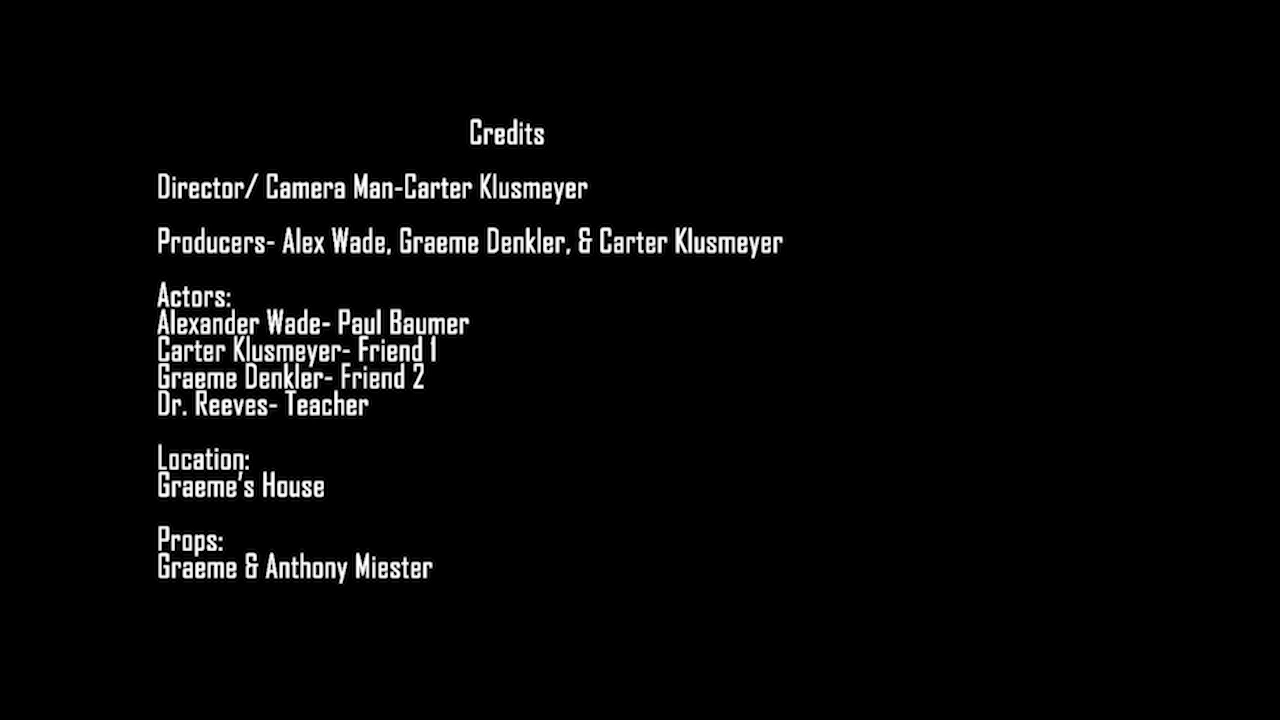 Credits
Director/ Camera Man-Carter Klusmeyer
Producers- Alex Wade, Graeme Denkler, & Carter Klusmeyer
Actors:
Alexander Wade- Paul Baumer
Carter Klusmeyer- Friend 1
Graeme Denkler- Friend 2
Dr. Reeves- Teacher
Location:
Graeme's House
Props:
Graeme & Anthony Miester